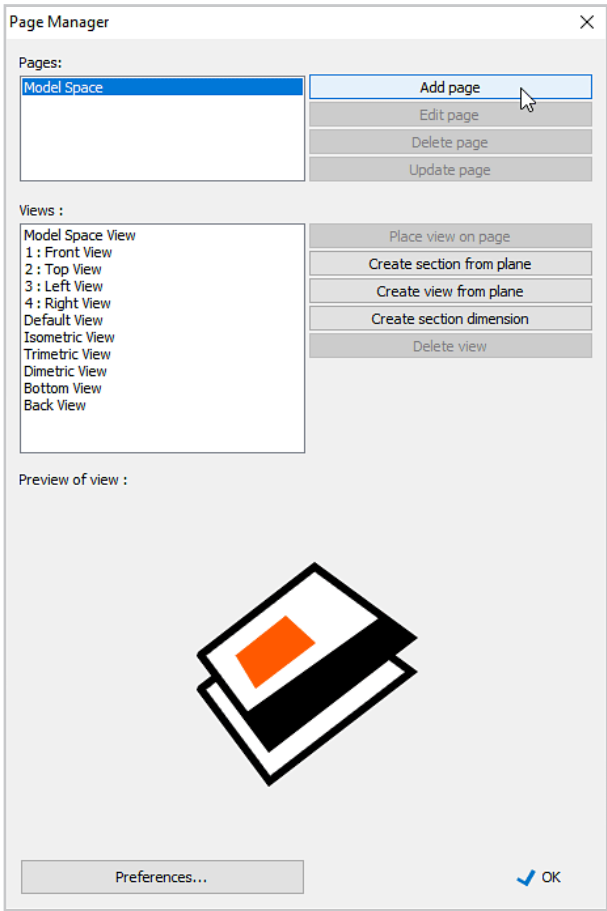 Page Manager
Pages:
Model Space
Add page
Edit page
Delete page
Update page
Views :
Model Space View
1 : Front View
2 : Top View
3 : Left View
4 : Right View
Default View
Isometric View
Trimetric View
Dimetric View
Bottom View
Back View
Place view on page
Create section from plane
Create view from plane
Create section dimension
Delete view
Preview of view :
Preferences...
OK